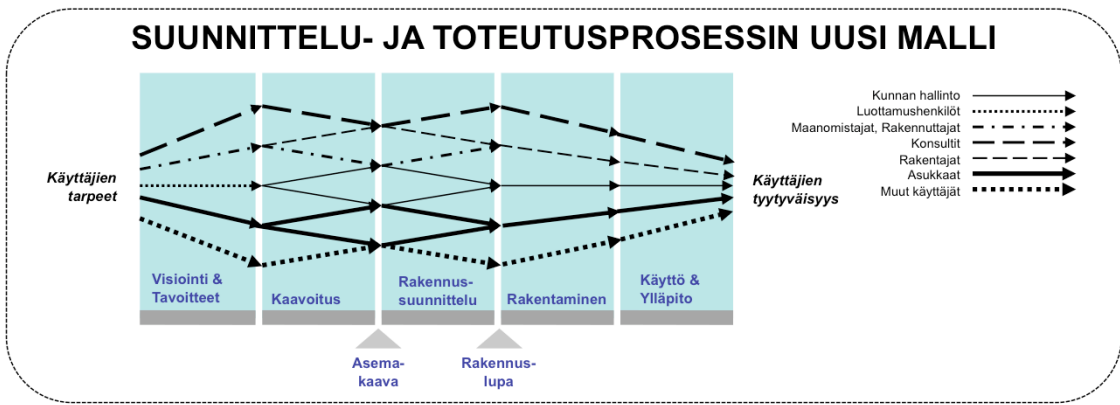 SUUNNITTELU- JA TOTEUTUSPROSESSIN UUSI MALLI
Käyttäjien
tarpeet
Visiointi &
Tavoitteet
Kaavoitus
Rakennus-
suunnittelu
Rakentaminen
Käyttö &
Ylläpito
Asema-
kaava
Rakennus-
lupa
Käyttäjien
tyytyväisyys
Kunnan hallinto
Luottamushenkilöt
Maanomistajat, Rakennuttajat
Konsultit
Rakentajat
Asukkaat
Muut käyttäjät